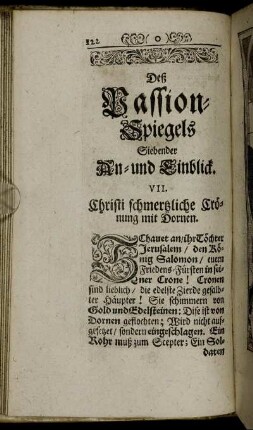 122
Deß
Passion-
Spiegels
Siebender
An- und Einblick.
VII.
Christi schmertzliche Crö-
nung mit Dornen.
SChauet an/ihr Töchter
Jerusalem / den Kö-
nig Salomon / euern
Friedens-Fürsten in sei-
ner Crone! Cronen
sind lieblich / die edelste Zierde gesalb-
ter Häupter! Sie schimmern von
Gold und Edelsteinen: Dise ist von
Dornen geflochten; Wird nicht auf-
gesetzet / sondern eingeschlagen. Ein
Rohr muß zum Scepter; Ein Sol-
daten